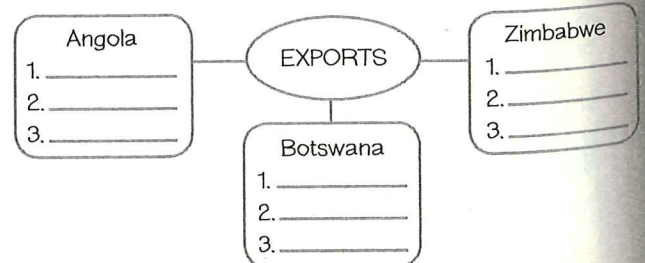 Angola
1.
2.
3.
EXPORTS
Zimbabwe
1.
2.
3.
Botswana
1.
2.
3.